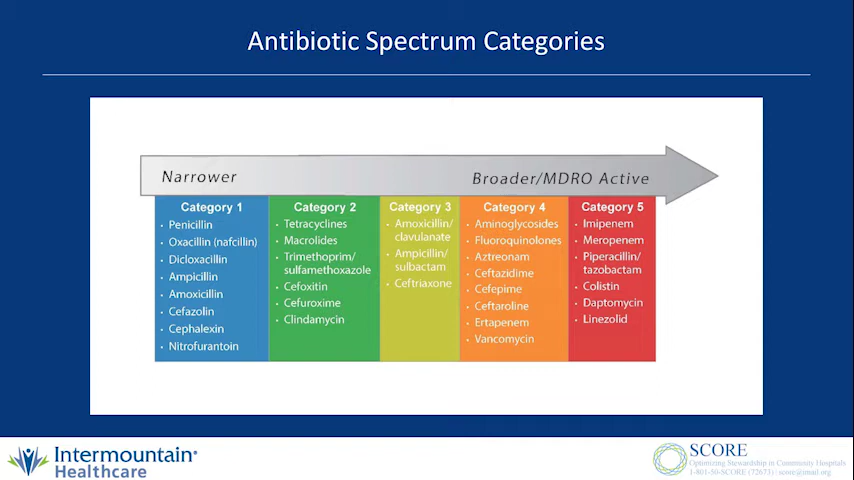 Antibiotic Spectrum Categories
Narrower
Broader/MDRO Active
Category 1
· Penicillin
· Oxacillin (nafcillin)
· Dicloxacillin
· Ampicillin
· Amoxicillin
· Cefazolin
· Cephalexin
· Nitrofurantoin
Category 2
· Tetracyclines
· Macrolides
· Trimethoprim/
sulfamethoxazole
· Cefoxitin
· Cefuroxime
· Clindamycin
Category 3
· Amoxicillin/
clavulanate
· Ampicillin/
sulbactam
· Ceftriaxone
Category 4
· Aminoglycosides
· Fluoroquinolones
· Aztreonam
· Ceftazidime
· Cefepime
· Ceftaroline
· Ertapenem
· Vancomycin
Category 5
· Imipenem
· Meropenem
· Piperacillin/
tazobactam
· Colistin
· Daptomycin
· Linezolid
Intermountain®
Healthcare
SCORE
Optimizing Stewardship in Community Hospitals
1-801-50-SCORE (72673) | score@imail.org